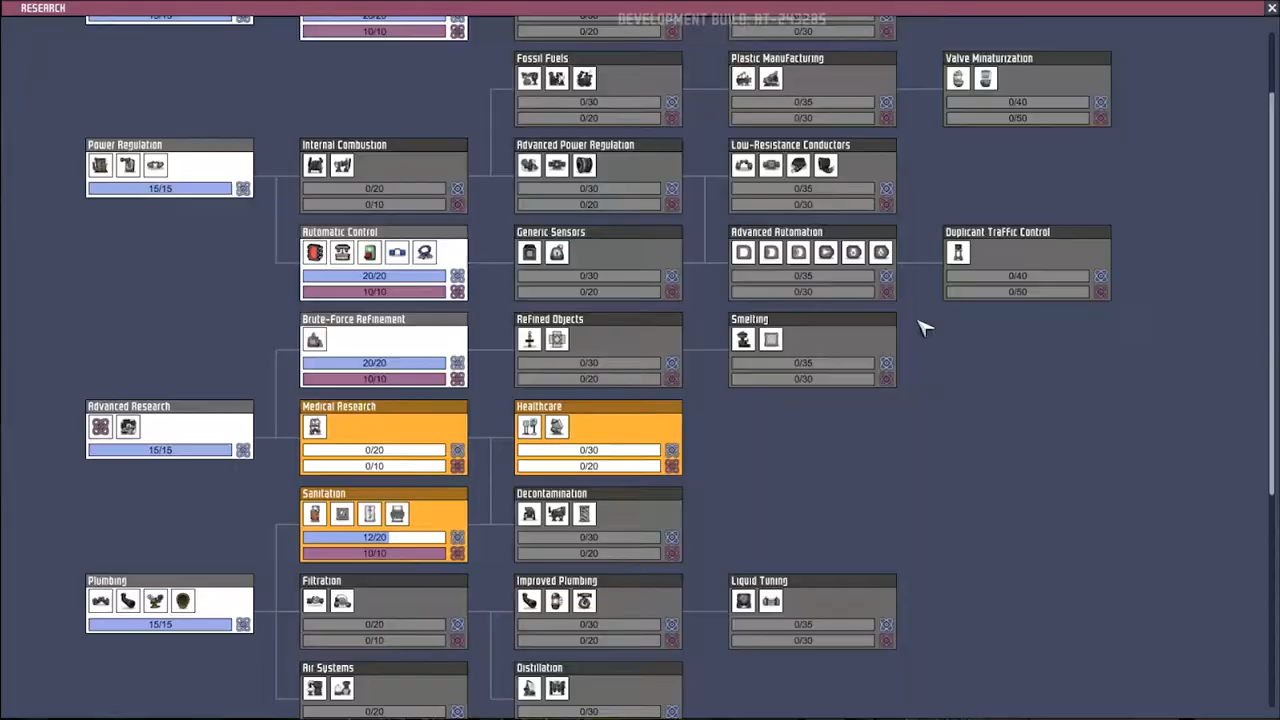 RESEARCH
DEVELOPMENT BUILD: AT-243285
15/15 20/20 0/30 0/35
10/10 0/20 0/30
Fossil Fuels Plastic Manufacturing Valve Minaturization
0/30 0/35 0/40
0/20 0/30 0/50
Power Regulation Internal Combustion Advanced Power Regulation Low-Resistance Conductors
15/15 0/20 0/30 0/35
0/10 0/20 0/30
Automatic Control Generic Sensors Advanced Automation Duplicant Traffic Control
20/20 0/30 0/35 0/40
10/10 0/20 0/30 0/50
Brute-Force Refinement Refined Objects Smelting
20/20 0/30 0/35
10/10 0/20 0/30
Advanced Research Medical Research Healthcare
15/15 0/20 0/30
0/10 0/20
Sanitation Decontamination
12/20 0/30
10/10 0/20
Plumbing Filtration Improved Plumbing Liquid Tuning
15/15 0/20 0/30 0/35
0/10 0/20 0/30
Air Systems Distillation
0/20 0/30